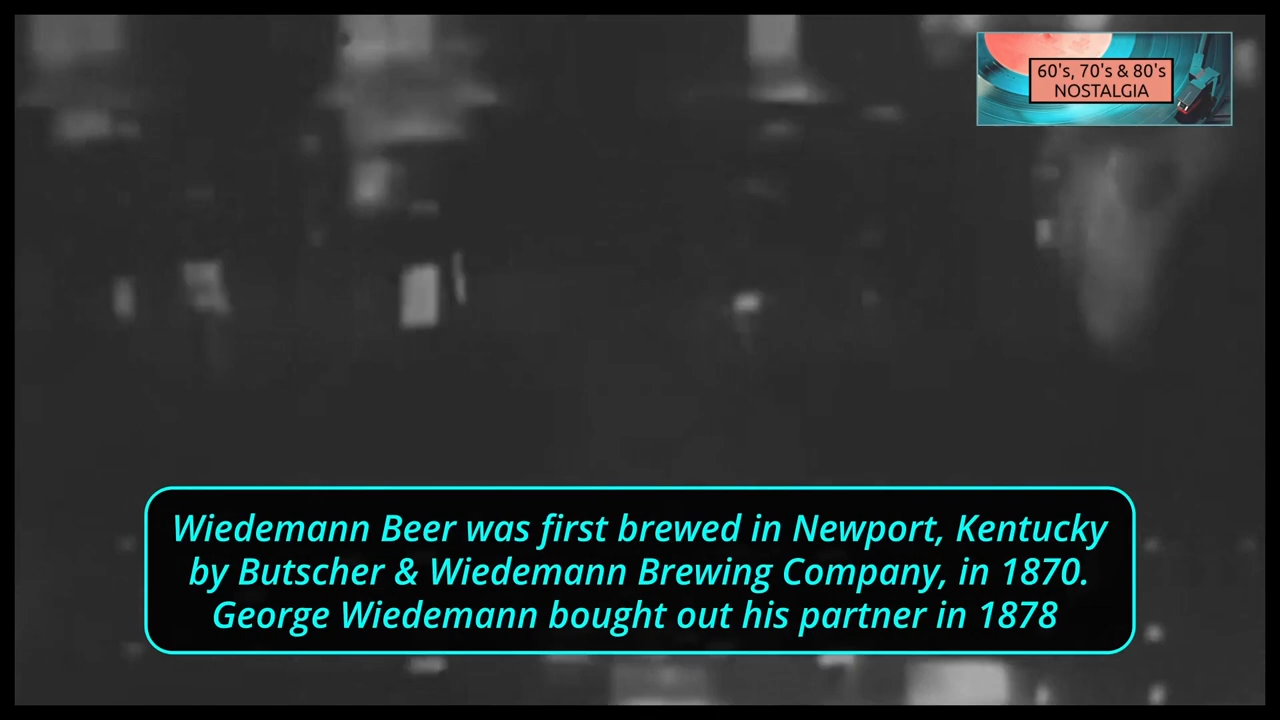 60's, 70's & 80's
NOSTALGIA
Wiedemann Beer was first brewed in Newport, Kentucky
by Butscher & Wiedemann Brewing Company, in 1870.
George Wiedemann bought out his partner in 1878